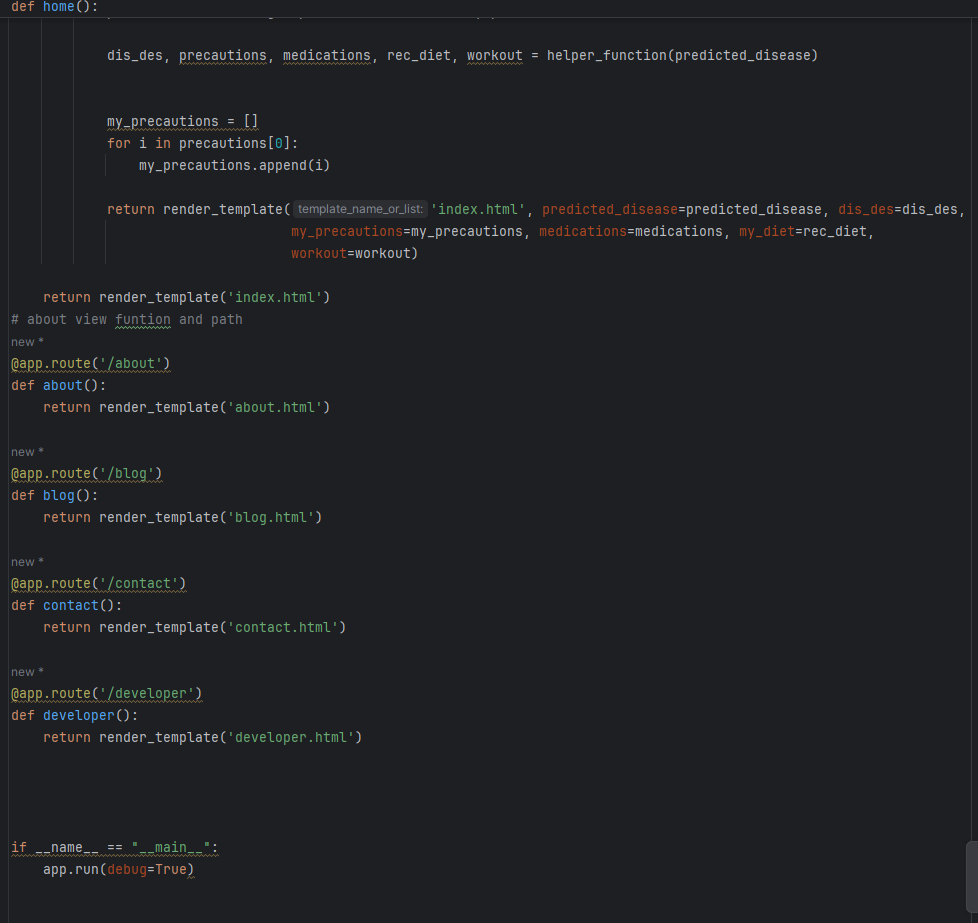 def home():
dis_des, precautions, medications, rec_diet, workout = helper_function(predicted_disease)
my_precautions = []
for i in precautions[0]:
my_precautions.append(i)
return render_template( template_name_or_list: 'index.html', predicted_disease=predicted_disease, dis_des=dis_des,
my_precautions=my_precautions, medications=medications, my_diet=rec_diet,
workout=workout)
return render_template('index.html')
# about view funtion and path
new *
@app.route('/about')
def about():
return render_template('about.html')
new *
@app.route('/blog')
def blog():
return render_template('blog.html')
new *
@app.route('/contact')
def contact():
return render_template('contact.html')
new *
@app.route('/developer')
def developer():
return render_template('developer.html')
if __name__ == "__main__":
app.run(debug=True)